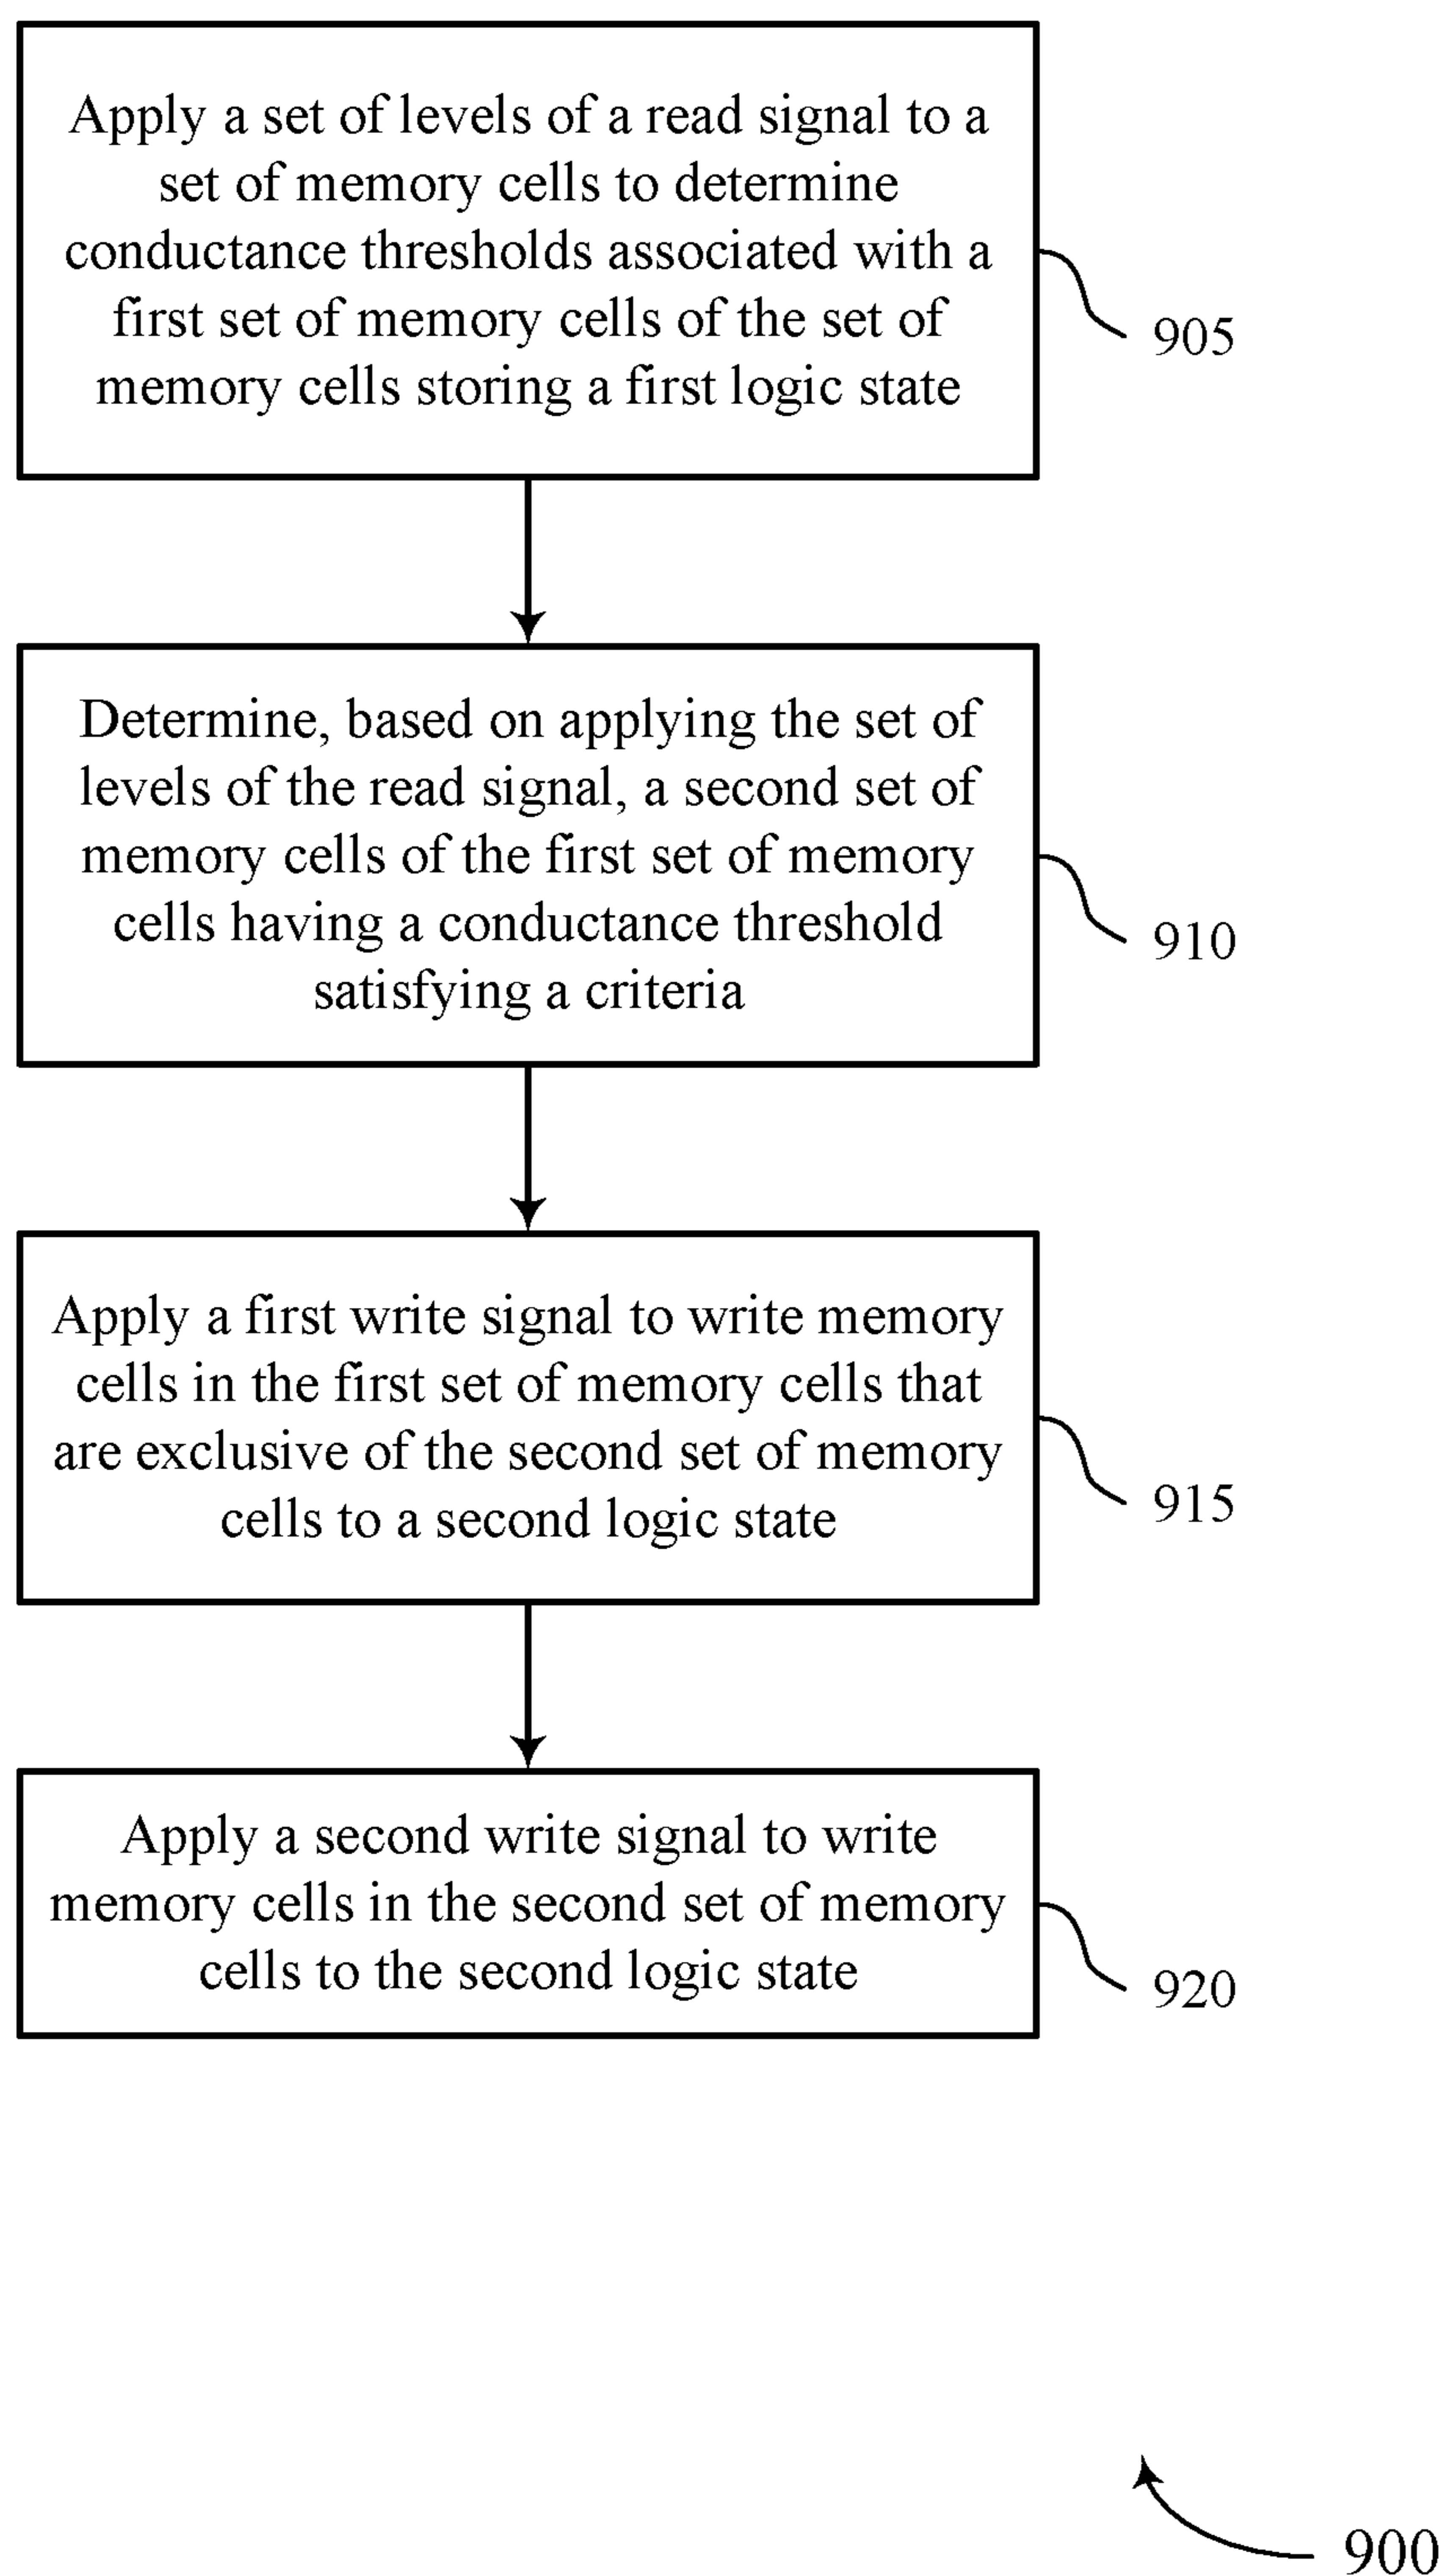 Apply a set of levels of a read signal to a
set of memory cells to determine
conductance thresholds associated with a
first set of memory cells of the set of
memory cells storing a first logic state
905
Determine, based on applying the set of
levels of the read signal, a second set of
memory cells of the first set of memory
cells having a conductance threshold
satisfying a criteria
910
Apply a first write signal to write memory
cells in the first set of memory cells that
are exclusive of the second set of memory
cells to a second logic state
915
Apply a second write signal to write
memory cells in the second set of memory
cells to the second logic state
920
900